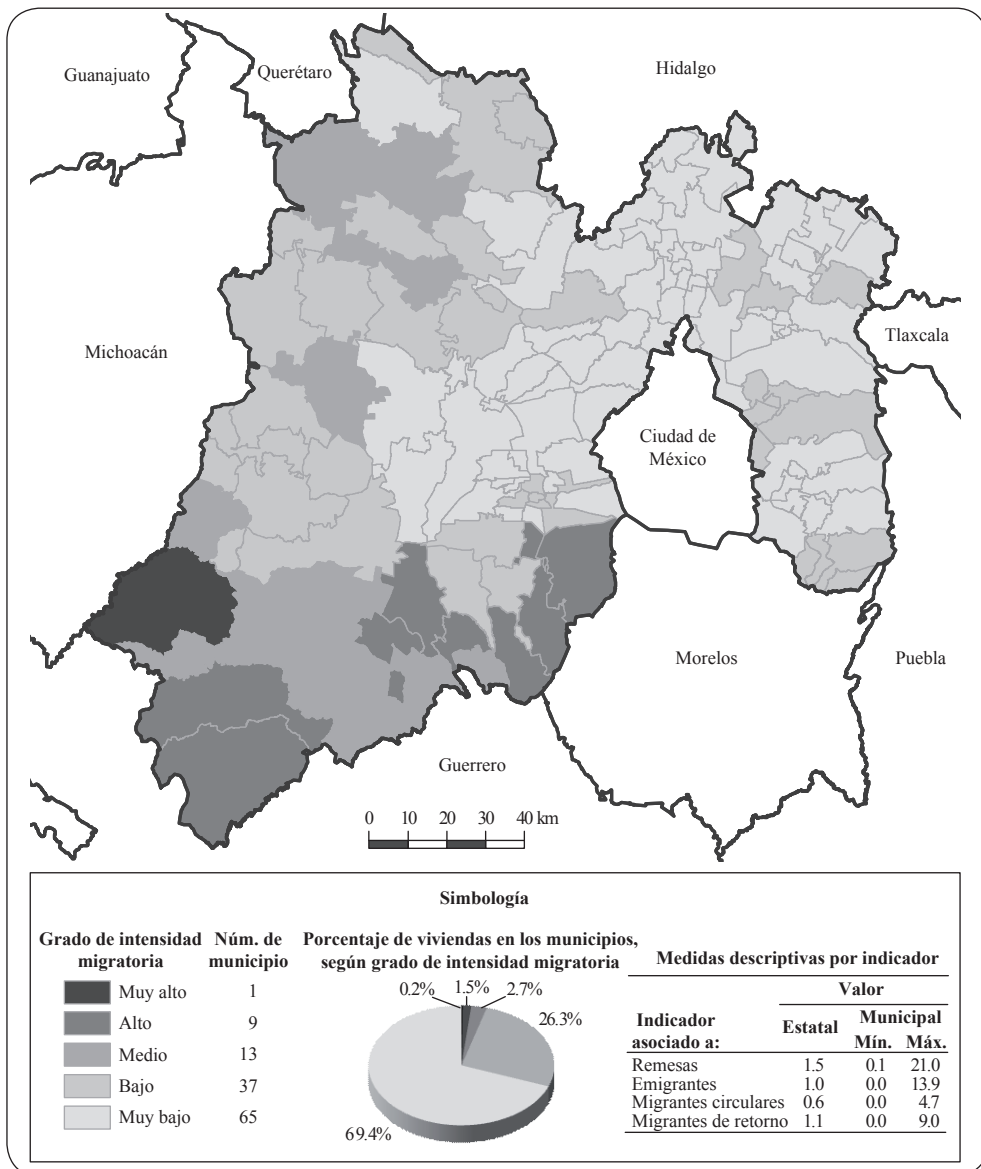 Guanajuato
Querétaro
Hidalgo
Michoacán
Tlaxcala
Ciudad de
México
Morelos
Puebla
Guerrero
0 10 20 30 40 km
Simbología
Grado de intensidad
migratoria
Núm. de
municipio
Muy alto 1
Alto 9
Medio 13
Bajo 37
Muy bajo 65
Porcentaje de viviendas en los municipios,
según grado de intensidad migratoria
0.2%
1.5%
2.7%
26.3%
69.4%
Medidas descriptivas por indicador
Valor
Indicador
asociado a:
Estatal
Municipal
Mín. Máx.
Remesas 1.5 0.1 21.0
Emigrantes 1.0 0.0 13.9
Migrantes circulares 0.6 0.0 4.7
Migrantes de retorno 1.1 0.0 9.0